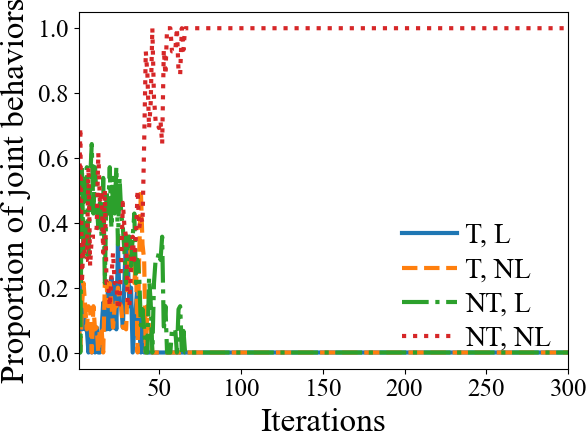 Proportion of joint behaviors
1.0
0.8
0.6
0.4
0.2
0.0
T, L
T, NL
NT, L
NT, NL
50
100
150
200
250
300
Iterations